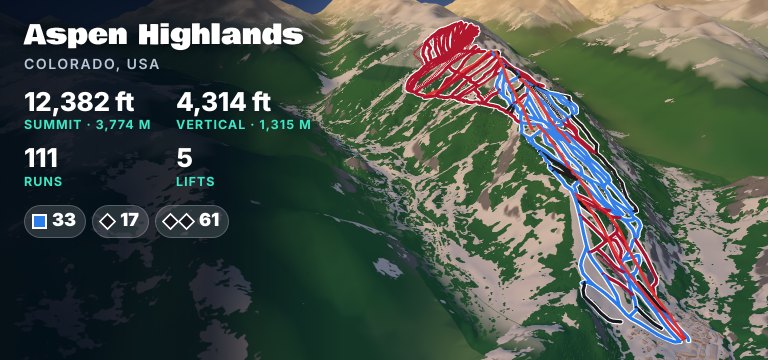 Aspen Highlands
COLORADO, USA
12,382 ft
SUMMIT · 3,774 M
4,314 ft
VERTICAL · 1,315 M
111
RUNS
5
LIFTS
33
17
61